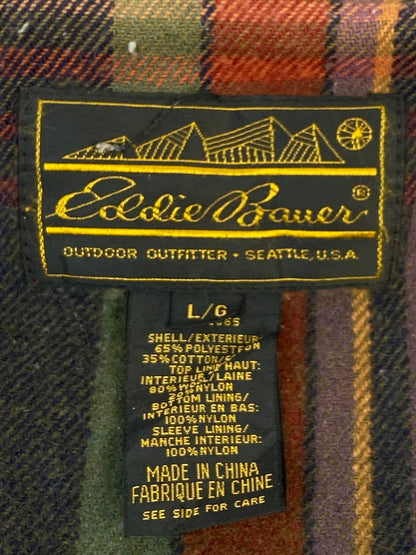 Eddie Bauer®
OUTDOOR OUTFITTER • SEATTLE, U.S.A.
L/G
SHELL/EXTERIEUR
65% POLYESTER/
35% COTTON/
TOP LINING HAUT:
INTERIEUR/LAINE
80% WOOL NYLON
BOTTOM LINING/
INTERIEUR EN BAS:
100% NYLON
SLEEVE LINING/
MANCHE INTERIEUR:
100% NYLON
MADE IN CHINA
FABRIQUE EN CHINE
SEE SIDE FOR CARE